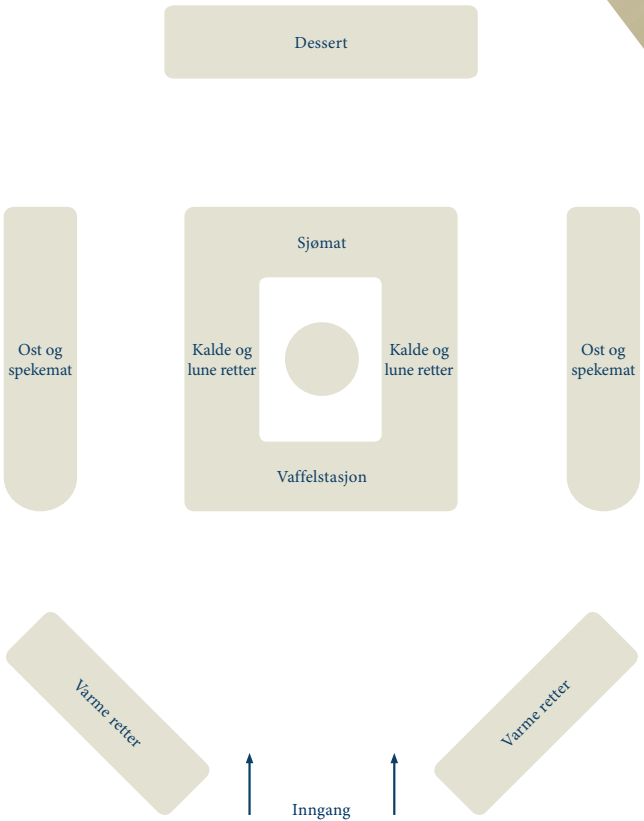 Dessert
Sjømat
Ost og
spekemat
Kalde og
lune retter
Kalde og
lune retter
Ost og
spekemat
Vaffelstasjon
Varme retter
Varme retter
Inngang